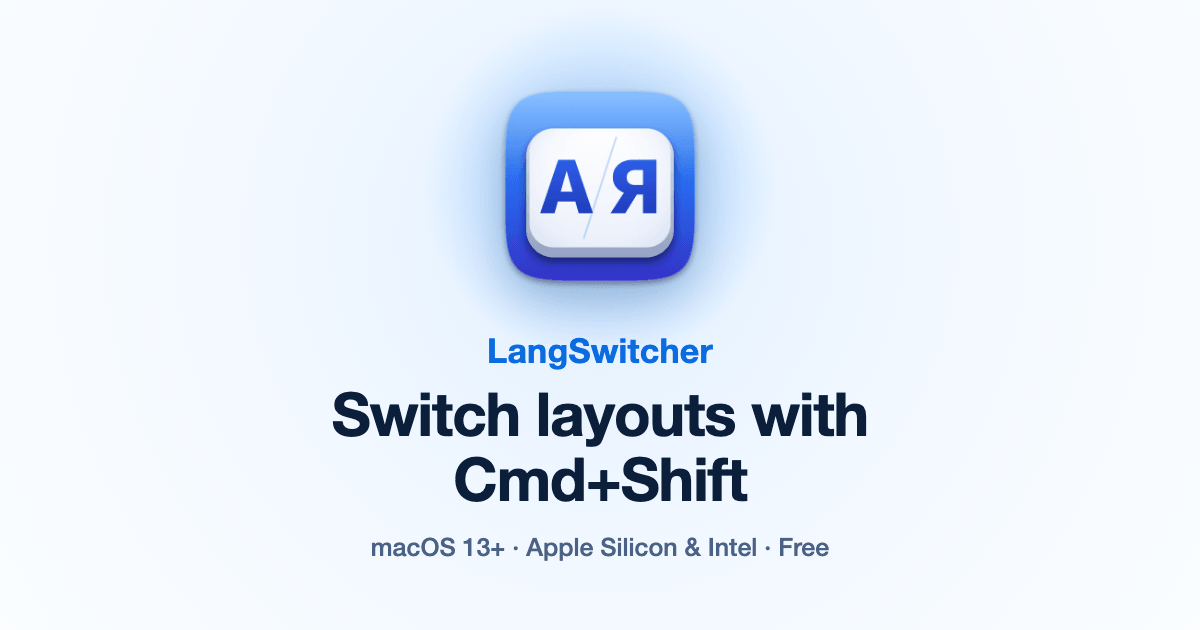 A Я
LangSwitcher
Switch layouts with
Cmd+Shift
macOS 13+ · Apple Silicon & Intel · Free